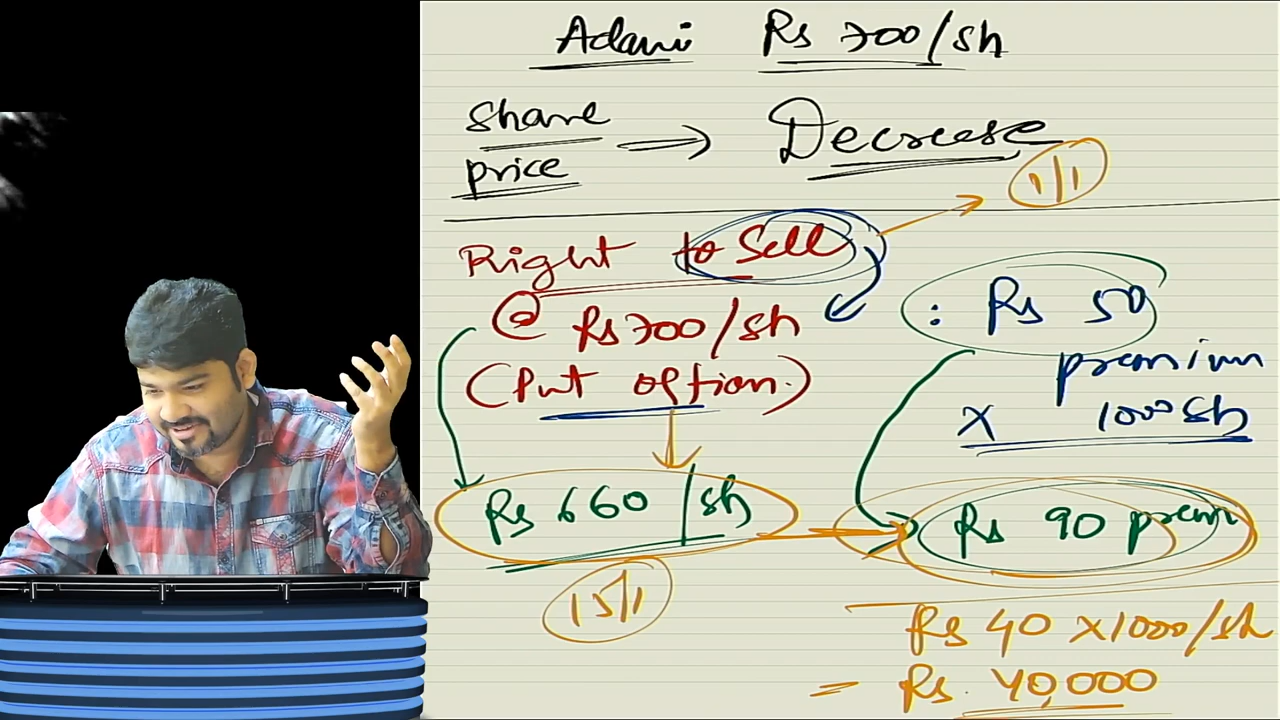 Adani Rs 700/sh
Share price ⇒ Decrease
1/1
Right to Sell
@ Rs 700/sh
(Put option.)
: Rs 50
premium
x 1000 sh
Rs 660/sh
15/1
Rs 90 prem
Rs 40 x 1000/sh
= Rs. 40,000